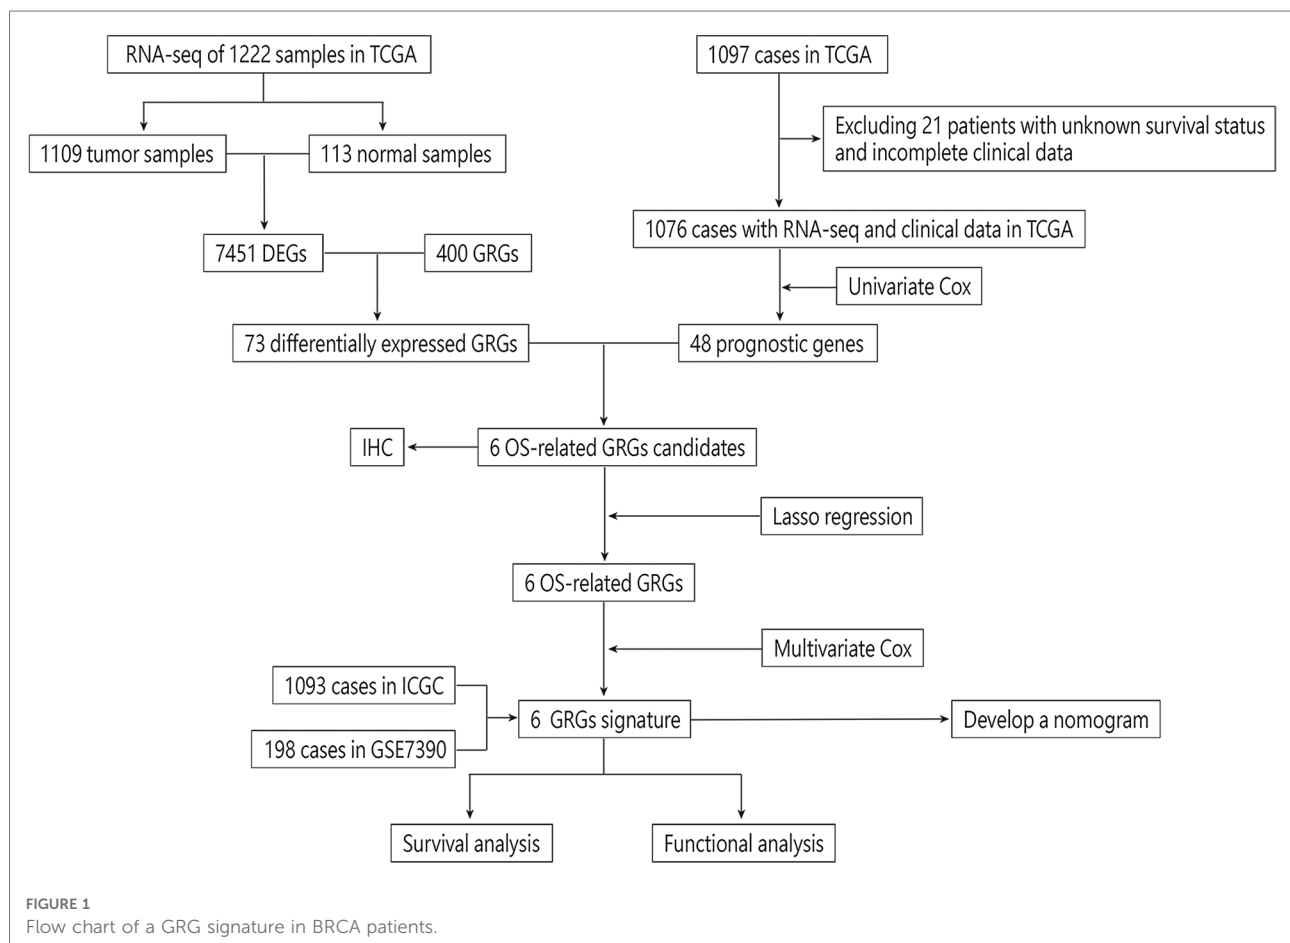 RNA-seq of 1222 samples in TCGA
1097 cases in TCGA
Excluding 21 patients with unknown survival status
and incomplete clinical data
1109 tumor samples
113 normal samples
1076 cases with RNA-seq and clinical data in TCGA
7451 DEGs
400 GRGs
Univariate Cox
73 differentially expressed GRGs
48 prognostic genes
IHC
6 OS-related GRGs candidates
Lasso regression
6 OS-related GRGs
Multivariate Cox
1093 cases in ICGC
6 GRGs signature
Develop a nomogram
198 cases in GSE7390
Survival analysis
Functional analysis
FIGURE 1
Flow chart of a GRG signature in BRCA patients.